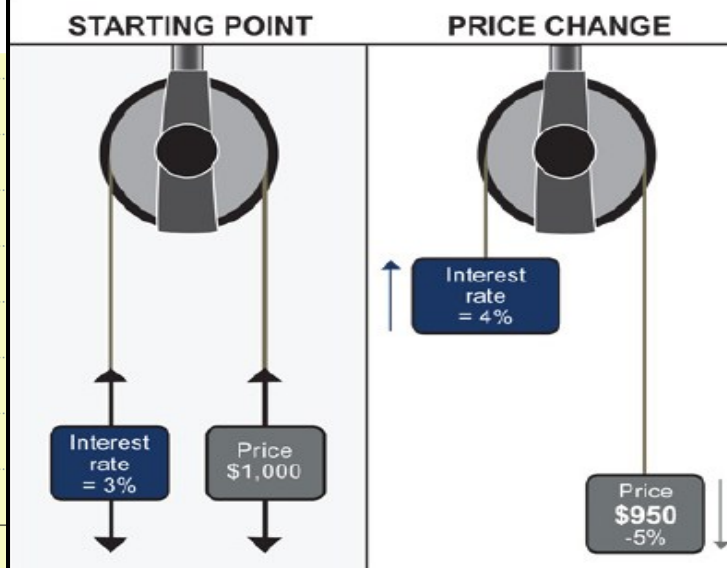 STARTING POINT
PRICE CHANGE
Interest
rate
= 3%
Price
$1,000
Interest
rate
= 4%
Price
$950
-5%